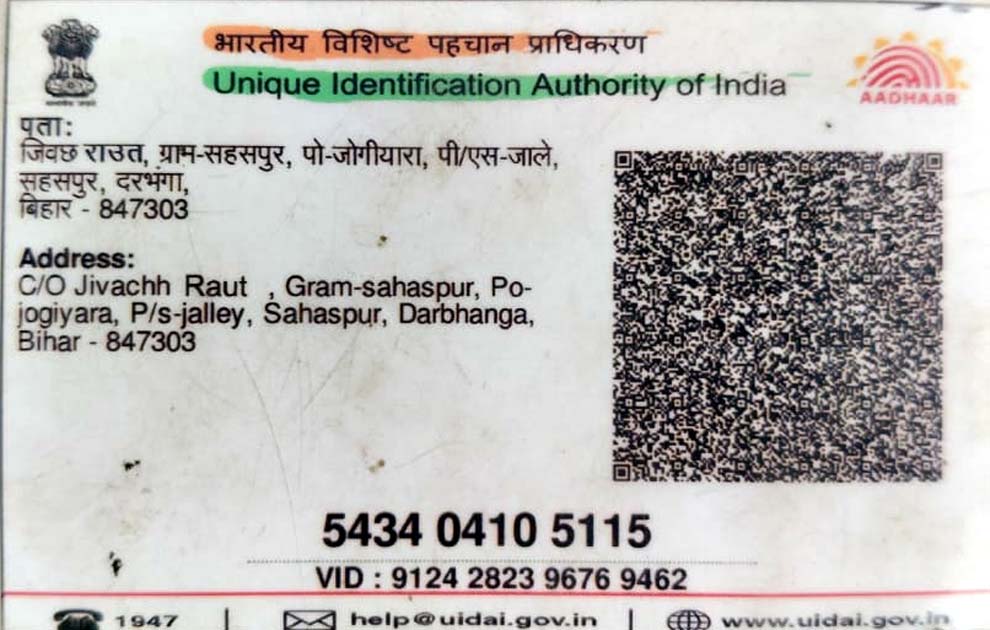 भारतीय विशिष्ट पहचान प्राधिकरण
Unique Identification Authority of India
AADHAAR
पता:
जिवछ राउत, ग्राम-सहसपुर, पो-जोगीयारा, पी/एस-जाले,
सहसपुर, दरभंगा,
बिहार - 847303
Address:
C/O Jivachh Raut , Gram-sahaspur, Po-
jogiyara, P/s-jalley, Sahaspur, Darbhanga,
Bihar - 847303
5434 0410 5115
VID : 9124 2823 9676 9462
1947 | help@uidai.gov.in | www.uidai.gov.in